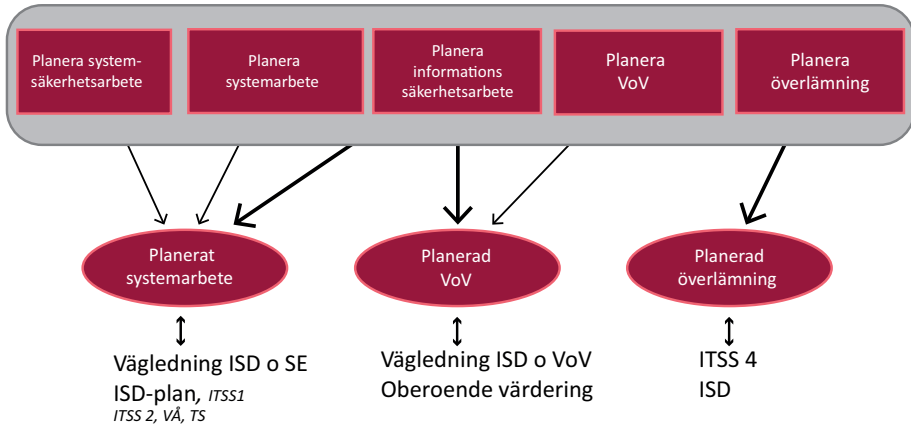 Planera system-
säkerhetsarbete
Planera
systemarbete
Planera
informations
säkerhetsarbete
Planera
VoV
Planera
överlämning
Planerat
systemarbete
Planerad
VoV
Planerad
överlämning
Vägledning ISD o SE
ISD-plan, ITSS1
ITSS 2, VÅ, TS
Vägledning ISD o VoV
Oberoende värdering
ITSS 4
ISD